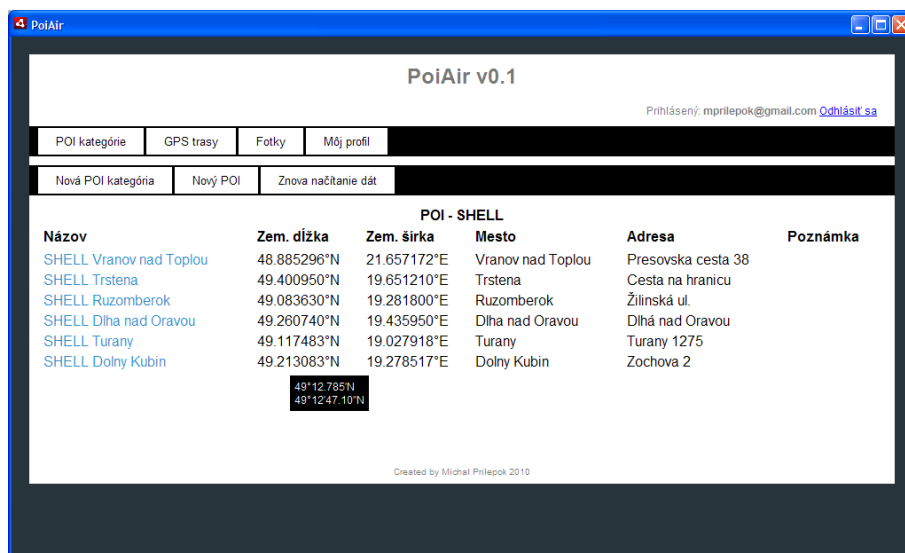 PoiAir
PoiAir v0.1
Prihlásený: mprilepok@gmail.com Odhlásiť sa
POI kategórie GPS trasy Fotky Môj profil
Nová POI kategória Nový POI Znova načítanie dát
POI - SHELL
Názov Zem. dĺžka Zem. šírka Mesto Adresa Poznámka
SHELL Vranov nad Toplou 48.885296°N 21.657172°E Vranov nad Toplou Presovska cesta 38
SHELL Trstena 49.400950°N 19.651210°E Trstena Cesta na hranicu
SHELL Ruzomberok 49.083630°N 19.281800°E Ruzomberok Žilinská ul.
SHELL Dlha nad Oravou 49.260740°N 19.435950°E Dlha nad Oravou Dlhá nad Oravou
SHELL Turany 49.117483°N 19.027918°E Turany Turany 1275
SHELL Dolny Kubin 49.213083°N 19.278517°E Dolny Kubin Zochova 2
49°12.785'N
49°12'47.10"N
Created by Michal Prilepok 2010